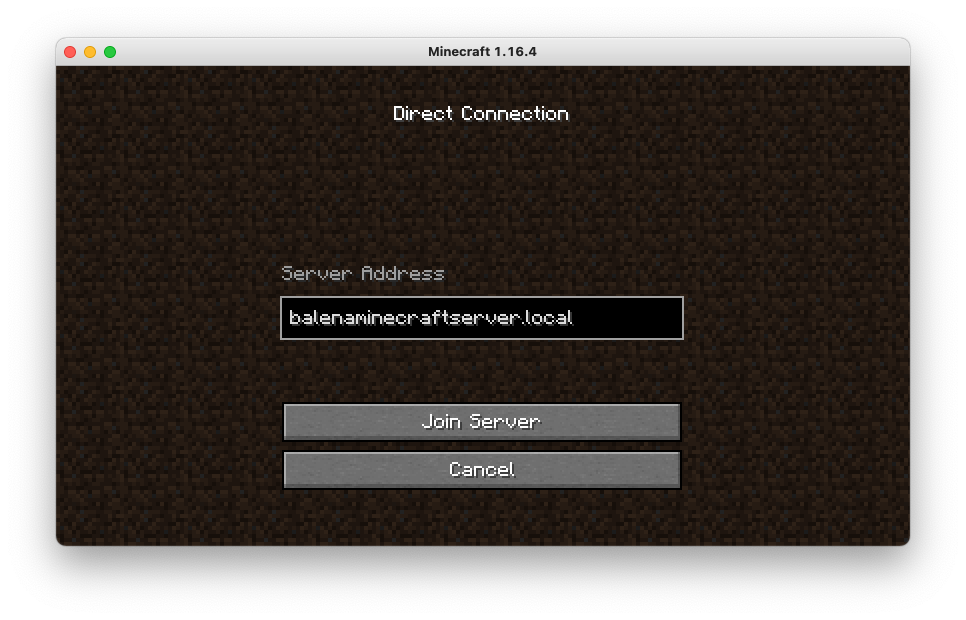 Minecraft 1.16.4
Direct Connection
Server Address
balenaminecraftserver.local
Join Server
Cancel